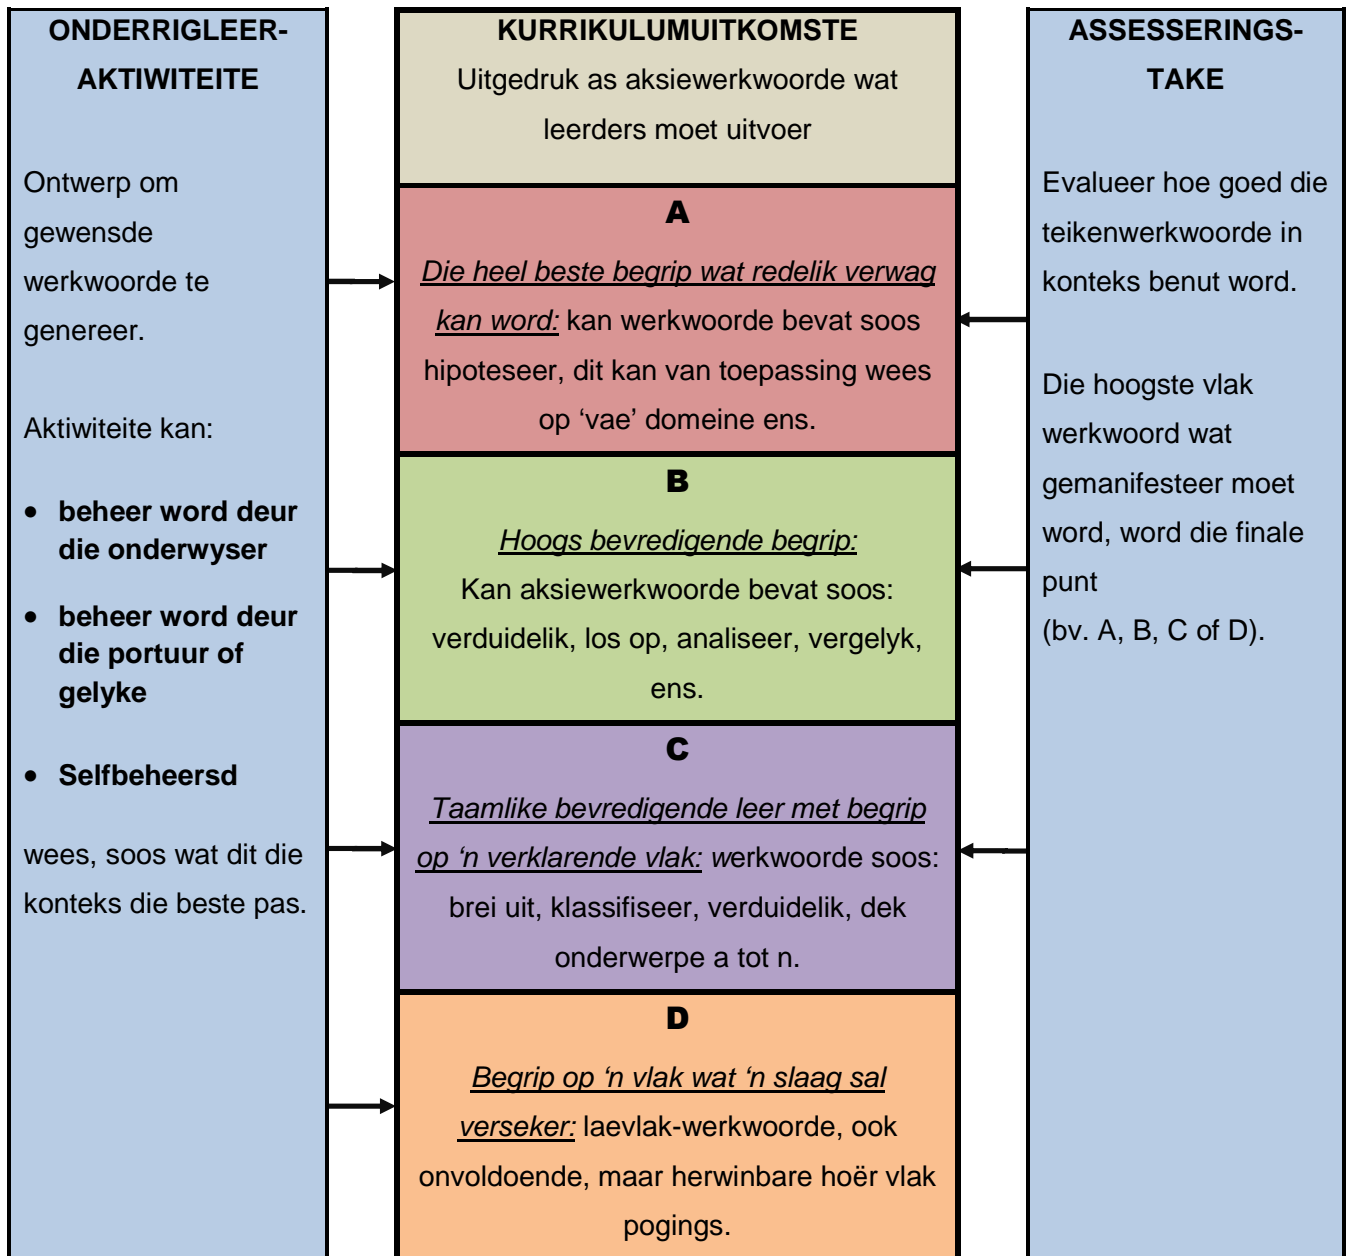 ONDERRIGLEER-
AKTIWITEITE
Ontwerp om
gewensde
werkwoorde te
genereer.
Aktiwiteite kan:
• beheer word deur
die onderwyser
• beheer word deur
die portuur of
gelyke
• Selfbeheersd
wees, soos wat dit die
konteks die beste pas.
KURRIKULUMUITKOMSTE
Uitgedruk as aksiewerkwoorde wat
leerders moet uitvoer
A
Die heel beste begrip wat redelik verwag
kan word: kan werkwoorde bevat soos
hipoteseer, dit kan van toepassing wees
op ‘vae’ domeine ens.
B
Hoogs bevredigende begrip:
Kan aksiewerkwoorde bevat soos:
verduidelik, los op, analiseer, vergelyk,
ens.
C
Taamlike bevredigende leer met begrip
op ‘n verklarende vlak: werkwoorde soos:
brei uit, klassifiseer, verduidelik, dek
onderwerpe a tot n.
D
Begrip op ‘n vlak wat ‘n slaag sal
verseker: laevlak-werkwoorde, ook
onvoldoende, maar herwinbare hoër vlak
pogings.
ASSESSERINGS-
TAKE
Evalueer hoe goed die
teikenwerkwoorde in
konteks benut word.
Die hoogste vlak
werkwoord wat
gemanifesteer moet
word, word die finale
punt
(bv. A, B, C of D).